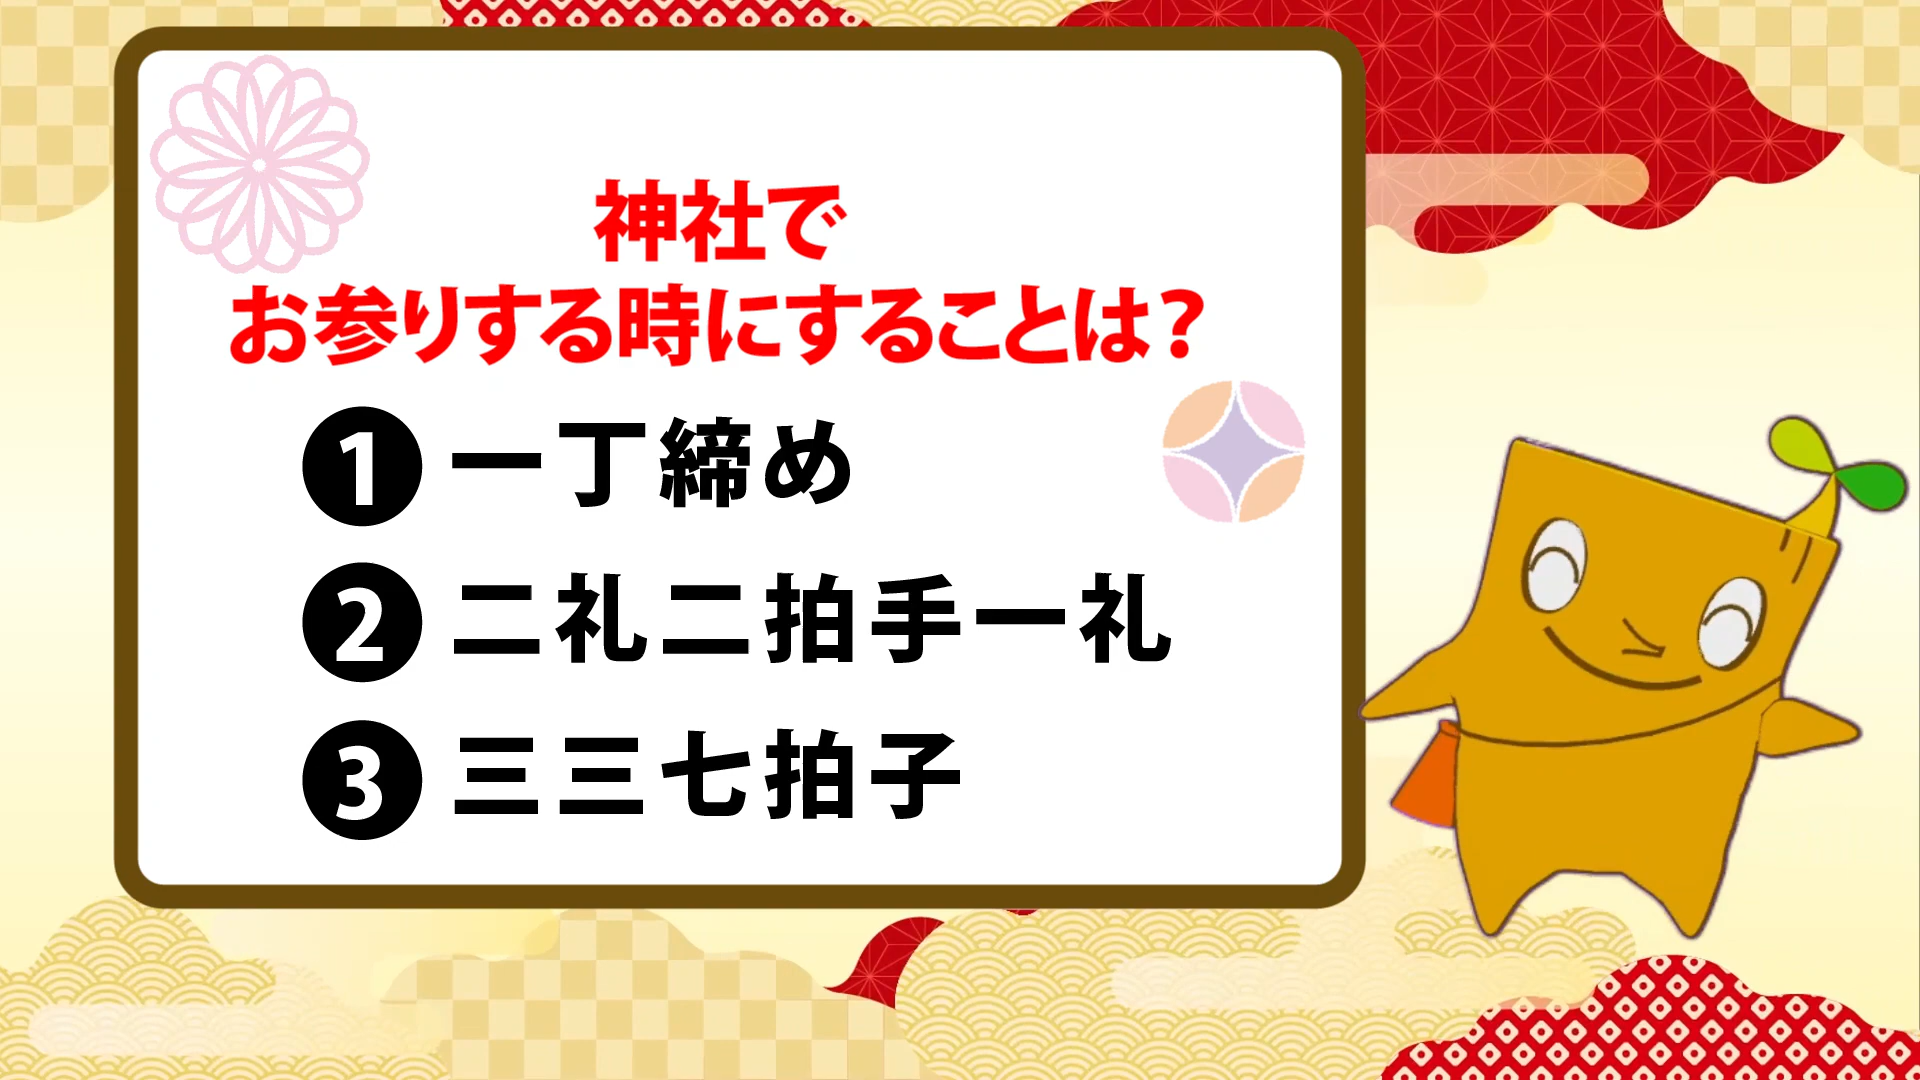 神社で
お参りする時にすることは?
❶一丁締め
❷二礼二拍手一礼
❸三三七拍子